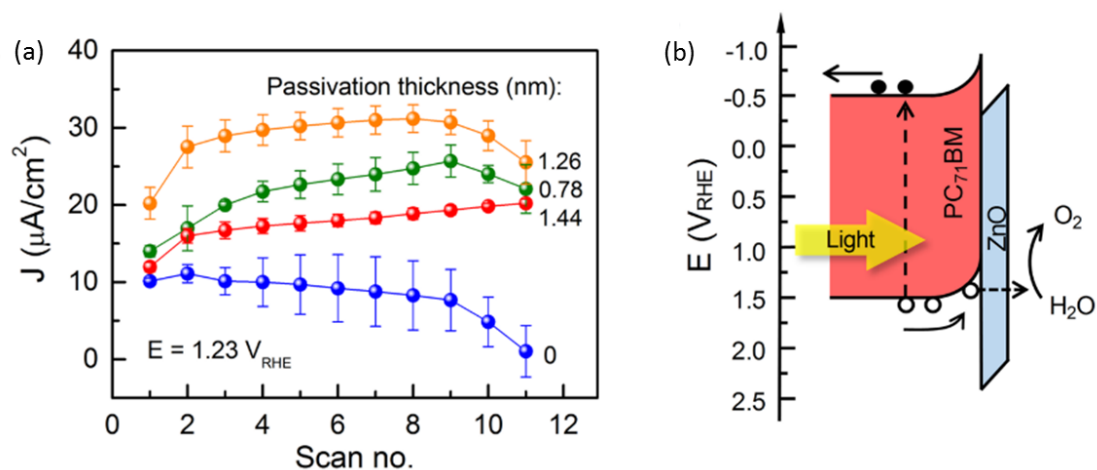 (a)
40
30
20
10
0
J (μA/cm²)
Passivation thickness (nm):
1.26
0.78
1.44
0
E = 1.23 V_RHE
0 2 4 6 8 10 12
Scan no.
(b)
-1.0
-0.5
0.0
0.5
1.0
1.5
2.0
2.5
E (V_RHE)
Light
PC₇₁BM
ZnO
O₂
H₂O